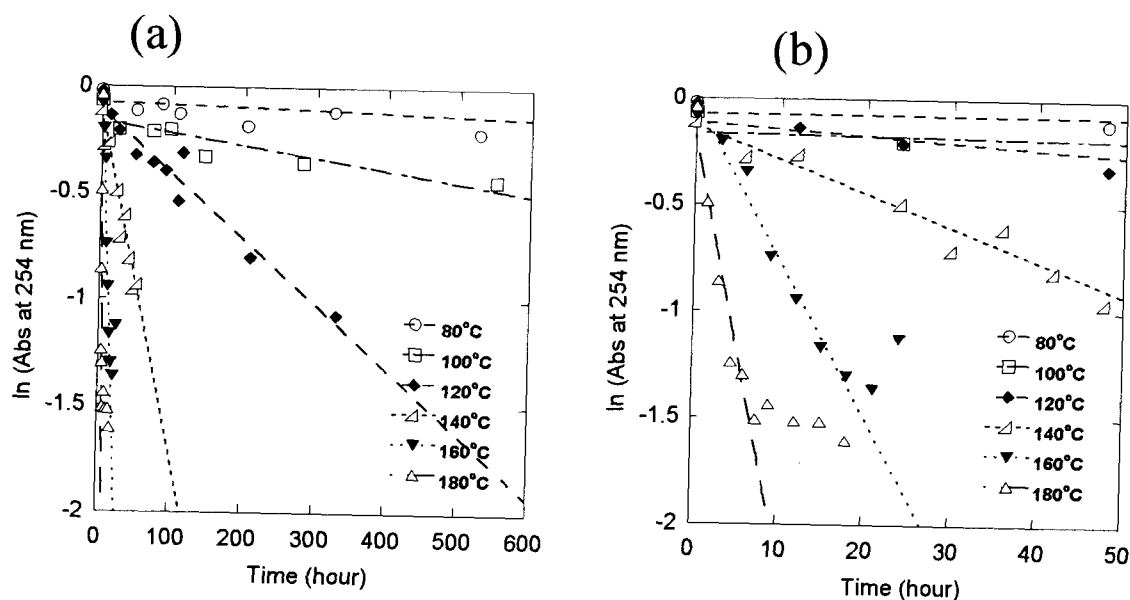 (a)
0
-0.5
-1
-1.5
-2
ln (Abs at 254 nm)
80°C
100°C
120°C
140°C
160°C
180°C
0 100 200 300 400 500 600
Time (hour)
(b)
0
-0.5
-1
-1.5
-2
ln (Abs at 254 nm)
80°C
100°C
120°C
140°C
160°C
180°C
0 10 20 30 40 50
Time (hour)